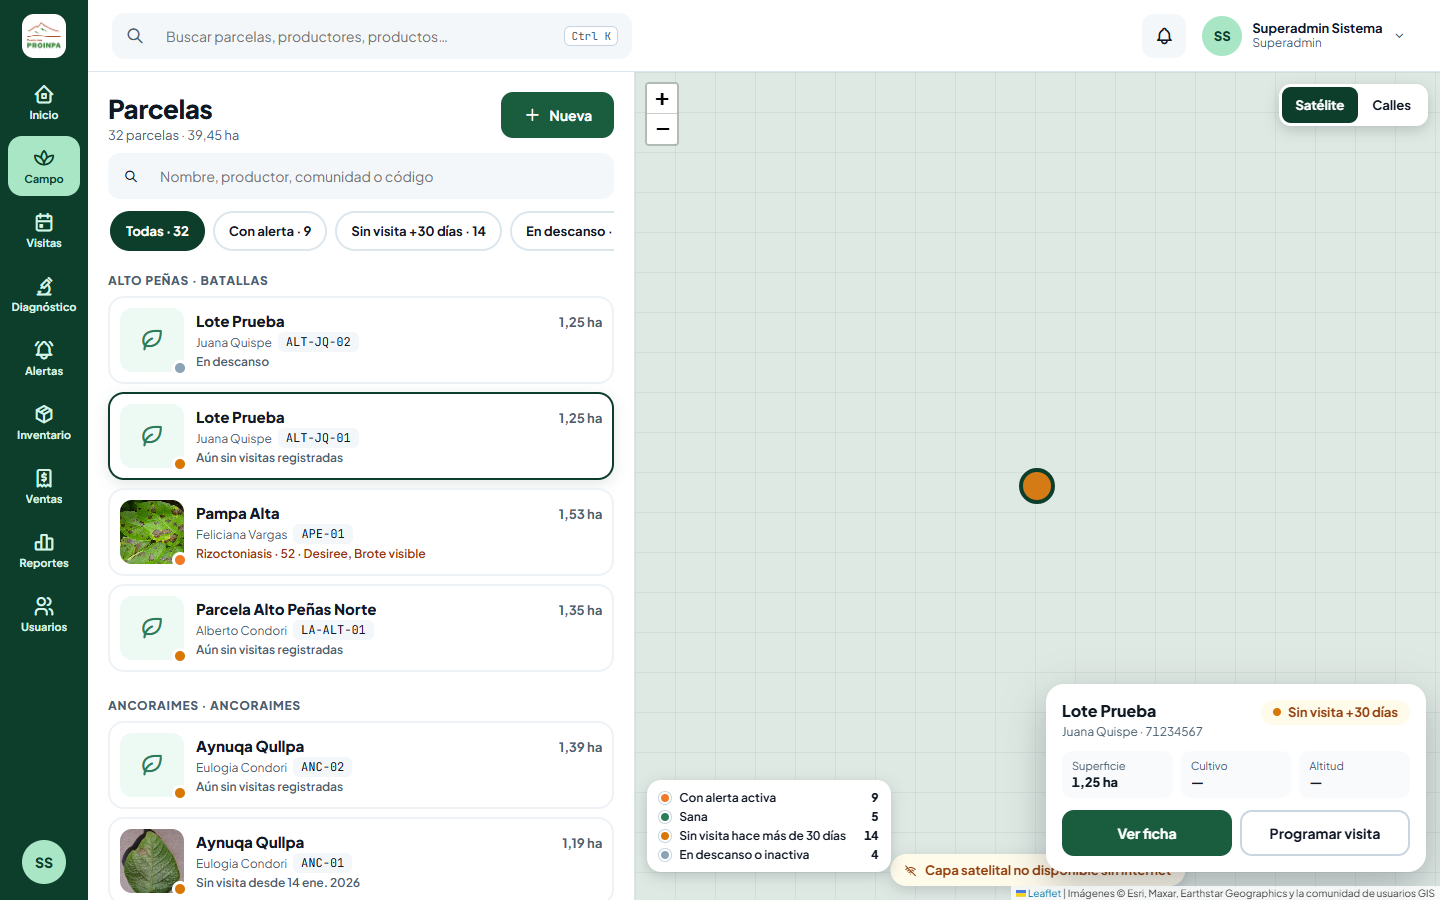 PROINPA
Buscar parcelas, productores, productos...
Ctrl K
SS
Superadmin Sistema
Superadmin
Inicio
Campo
Visitas
Diagnóstico
Alertas
Inventario
Ventas
Reportes
Usuarios
SS
Parcelas
32 parcelas · 39,45 ha
Nueva
Nombre, productor, comunidad o código
Todas · 32
Con alerta · 9
Sin visita +30 días · 14
En descanso ·
ALTO PEÑAS · BATALLAS
Lote Prueba
1,25 ha
Juana Quispe ALT-JQ-02
En descanso
Lote Prueba
1,25 ha
Juana Quispe ALT-JQ-01
Aún sin visitas registradas
Pampa Alta
1,53 ha
Feliciana Vargas APE-01
Rizoctoniasis · 52 · Desiree, Brote visible
Parcela Alto Peñas Norte
1,35 ha
Alberto Condori LA-ALT-01
Aún sin visitas registradas
ANCORAIMES · ANCORAIMES
Aynuqa Qullpa
1,39 ha
Eulogia Condori ANC-02
Aún sin visitas registradas
Aynuqa Qullpa
1,19 ha
Eulogia Condori ANC-01
Sin visita desde 14 ene. 2026
+
−
Satélite
Calles
Con alerta activa 9
Sana 5
Sin visita hace más de 30 días 14
En descanso o inactiva 4
Lote Prueba
Sin visita +30 días
Juana Quispe · 71234567
Superficie
1,25 ha
Cultivo
—
Altitud
—
Ver ficha
Programar visita
Capa satelital no disponible sin internet
Leaflet | Imágenes © Esri, Maxar, Earthstar Geographics y la comunidad de usuarios GIS